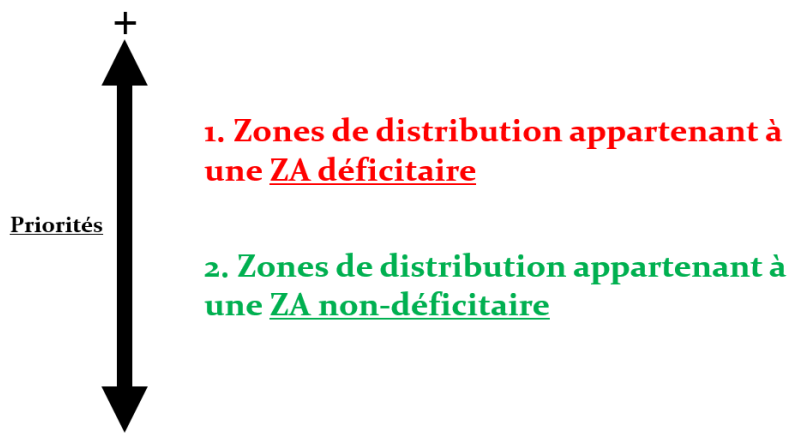 +
1. Zones de distribution appartenant à
une ZA déficitaire
Priorités
2. Zones de distribution appartenant à
une ZA non-déficitaire